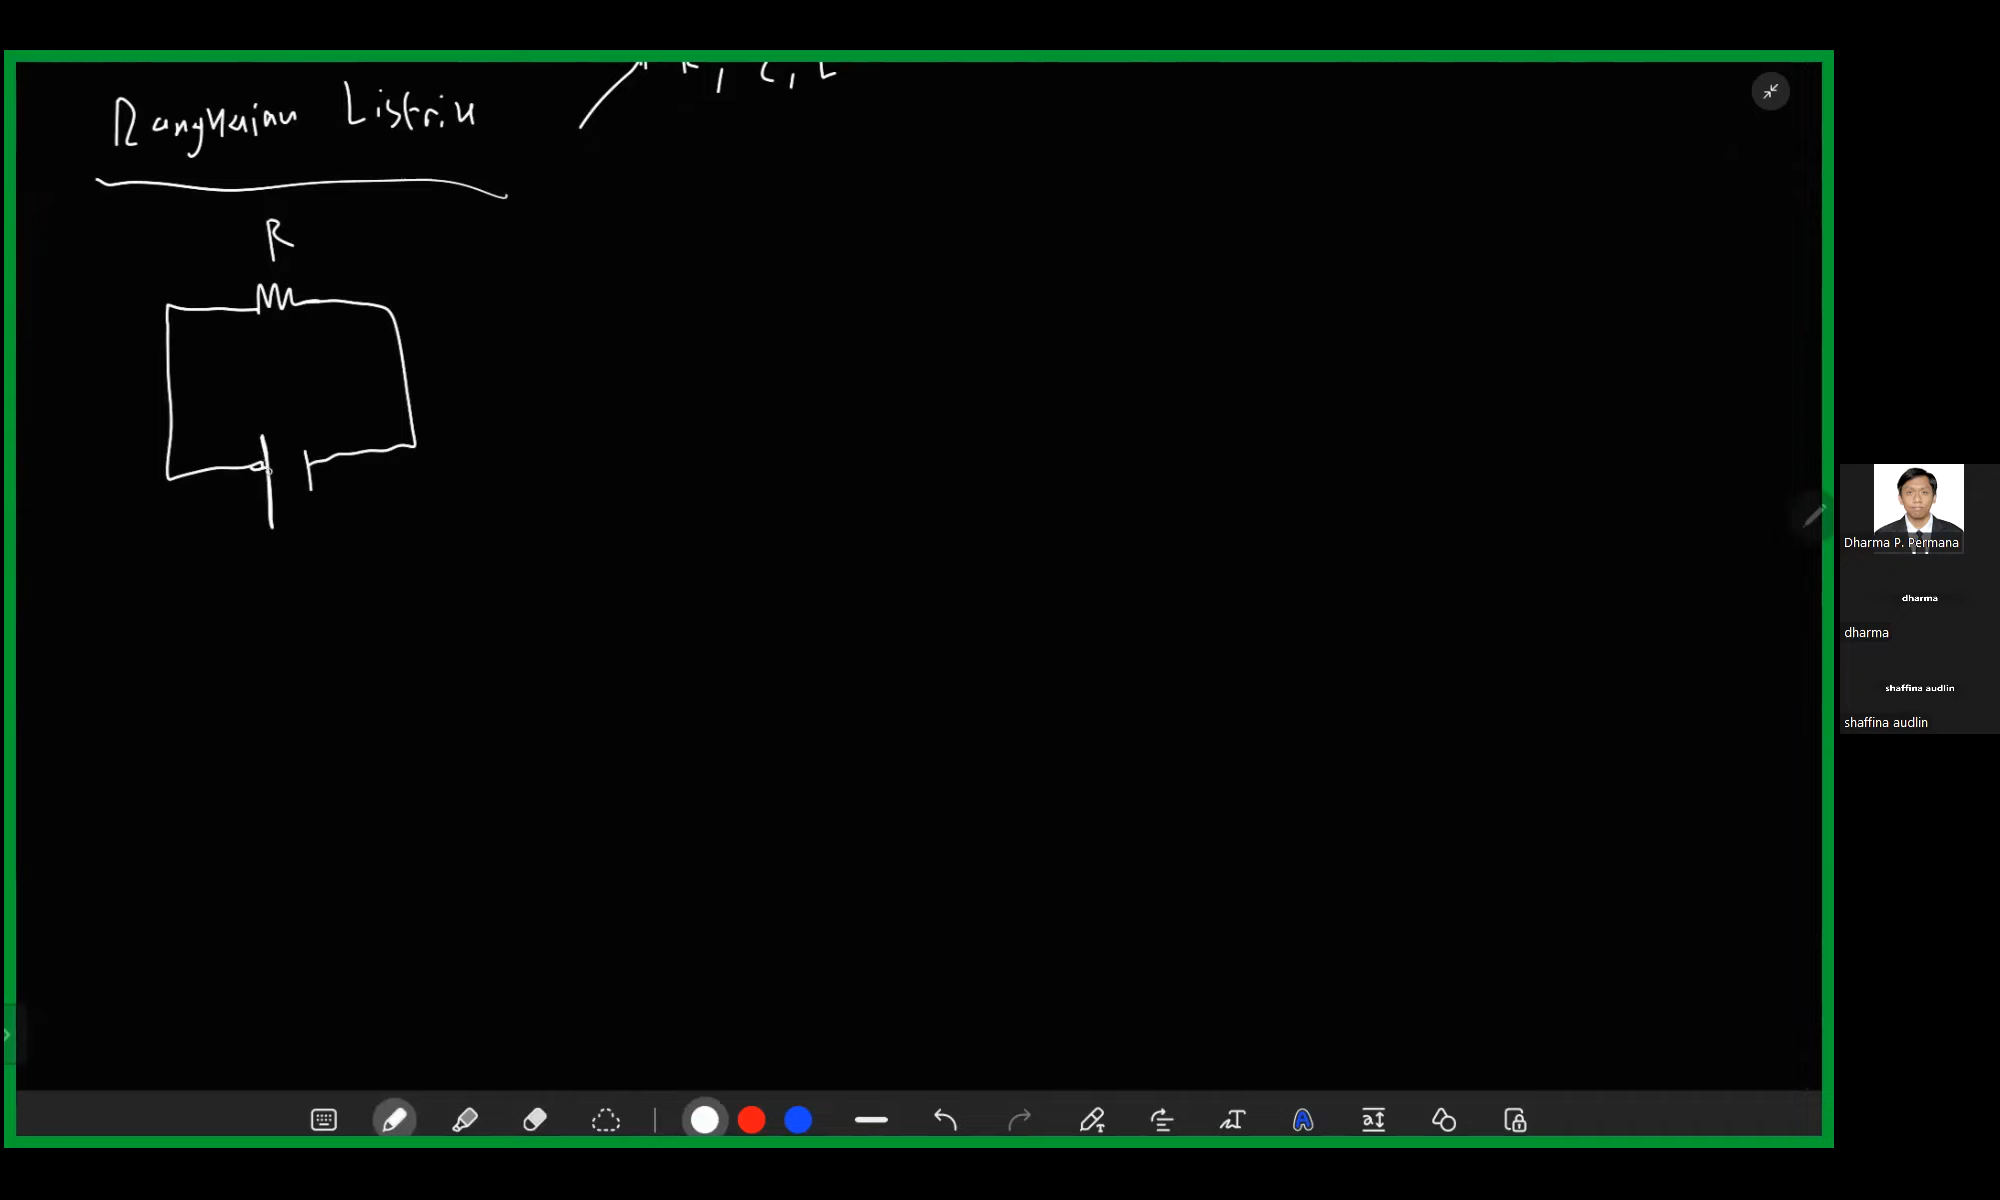 R, C, L
Rangkaian Listrik
R
Dharma P. Permana
dharma
dharma
shaffina audlin
shaffina audlin